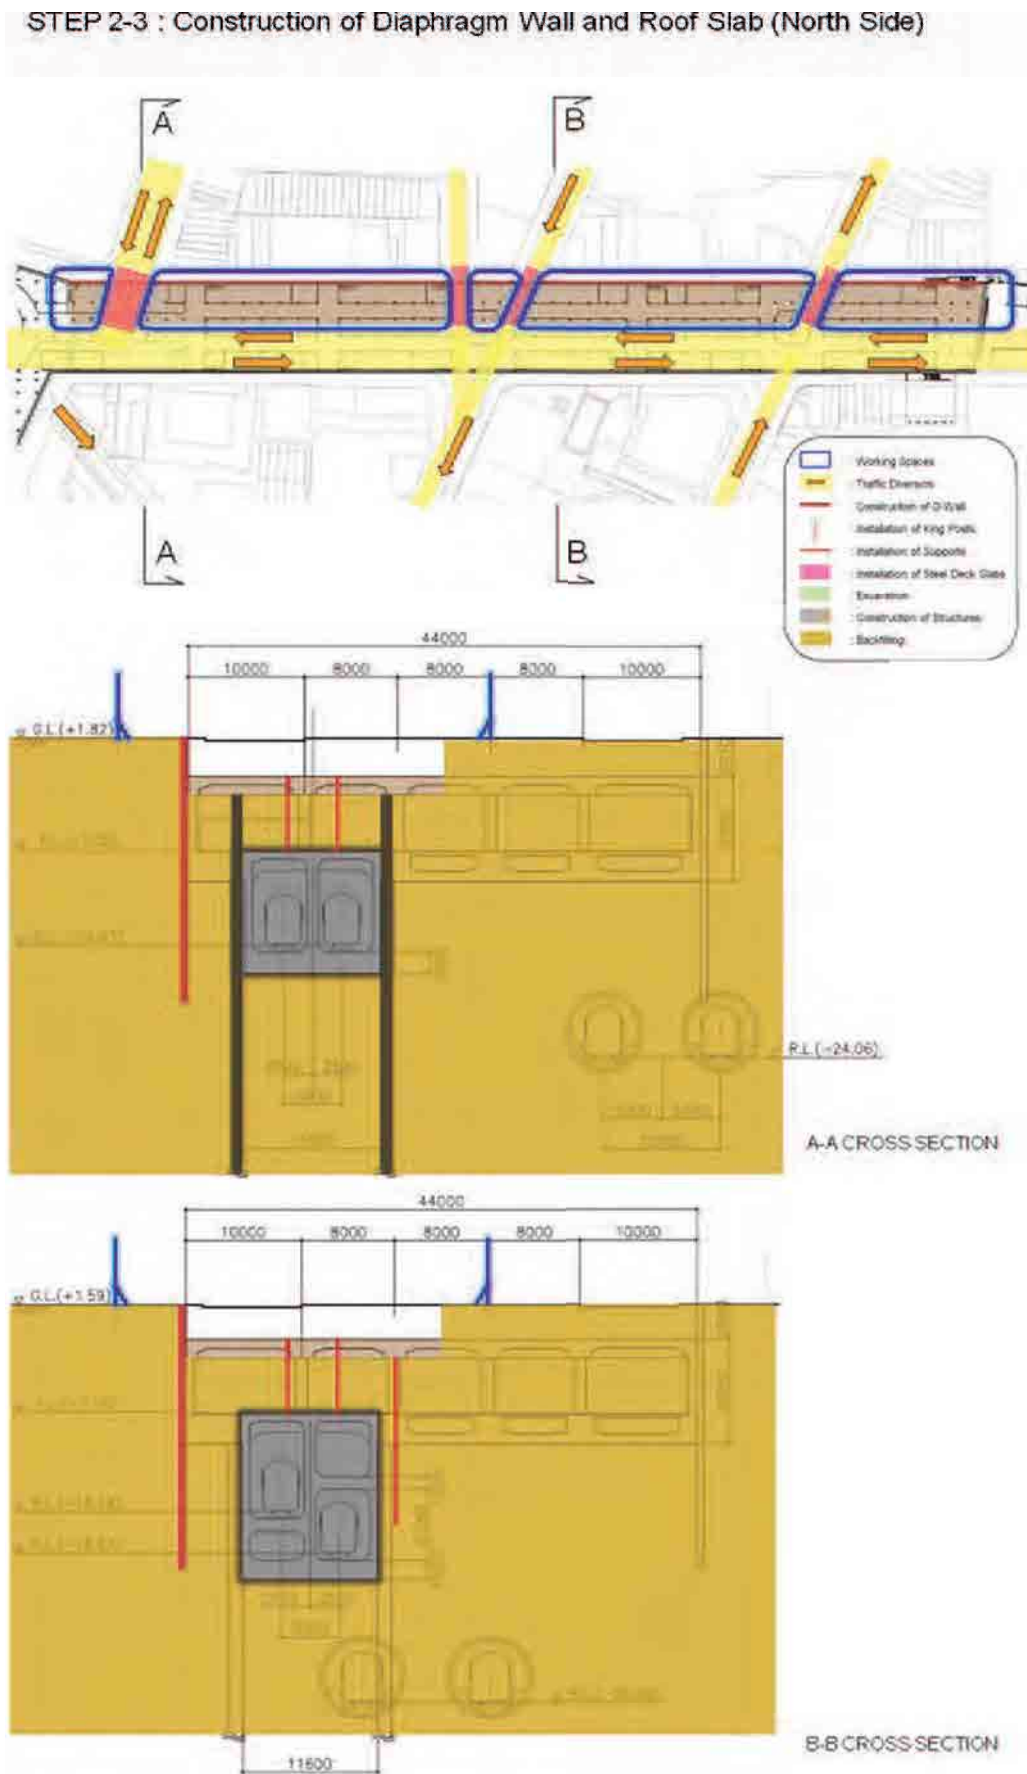 STEP 2-3 : Construction of Diaphragm Wall and Roof Slab (North Side)
A
B
A
B
: Working Spaces
: Traffic Diversion
: Construction of D-Wall
: Installation of King Posts
: Installation of Supports
: Installation of Steel Deck Slabs
: Excavation
: Construction of Structures
: Backfilling
44000
10000 8000 8000 8000 10000
G.L.(+1.82)
R.L.(-24.06)
A-A CROSS SECTION
44000
10000 8000 8000 8000 10000
G.L.(+1.59)
11600
B-B CROSS SECTION